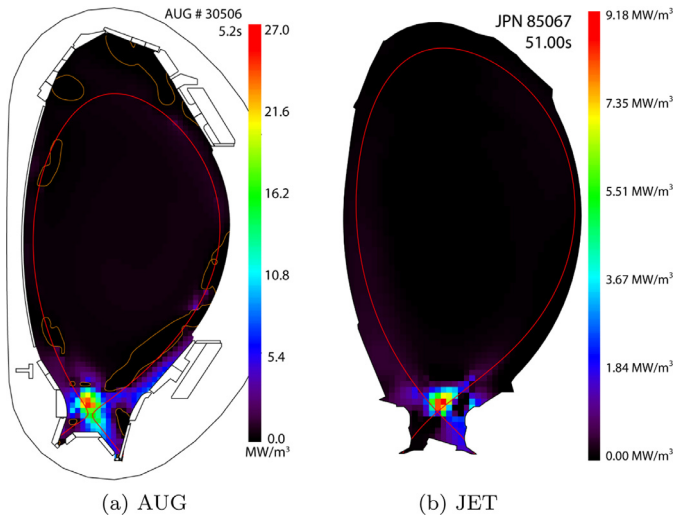 AUG # 30506
5.2s
27.0
21.6
16.2
10.8
5.4
0.0
MW/m³
(a) AUG
JPN 85067
51.00s
9.18 MW/m³
7.35 MW/m³
5.51 MW/m³
3.67 MW/m³
1.84 MW/m³
0.00 MW/m³
(b) JET